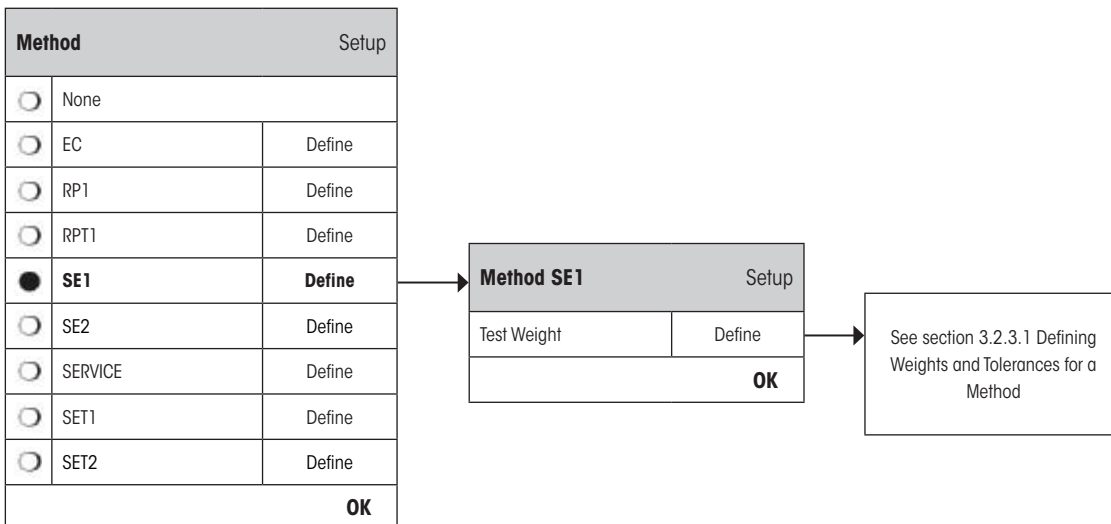 Method Setup
None
EC Define
RP1 Define
RPT1 Define
SE1 Define
SE2 Define
SERVICE Define
SET1 Define
SET2 Define
OK
Method SE1 Setup
Test Weight Define
OK
See section 3.2.3.1 Defining
Weights and Tolerances for a
Method